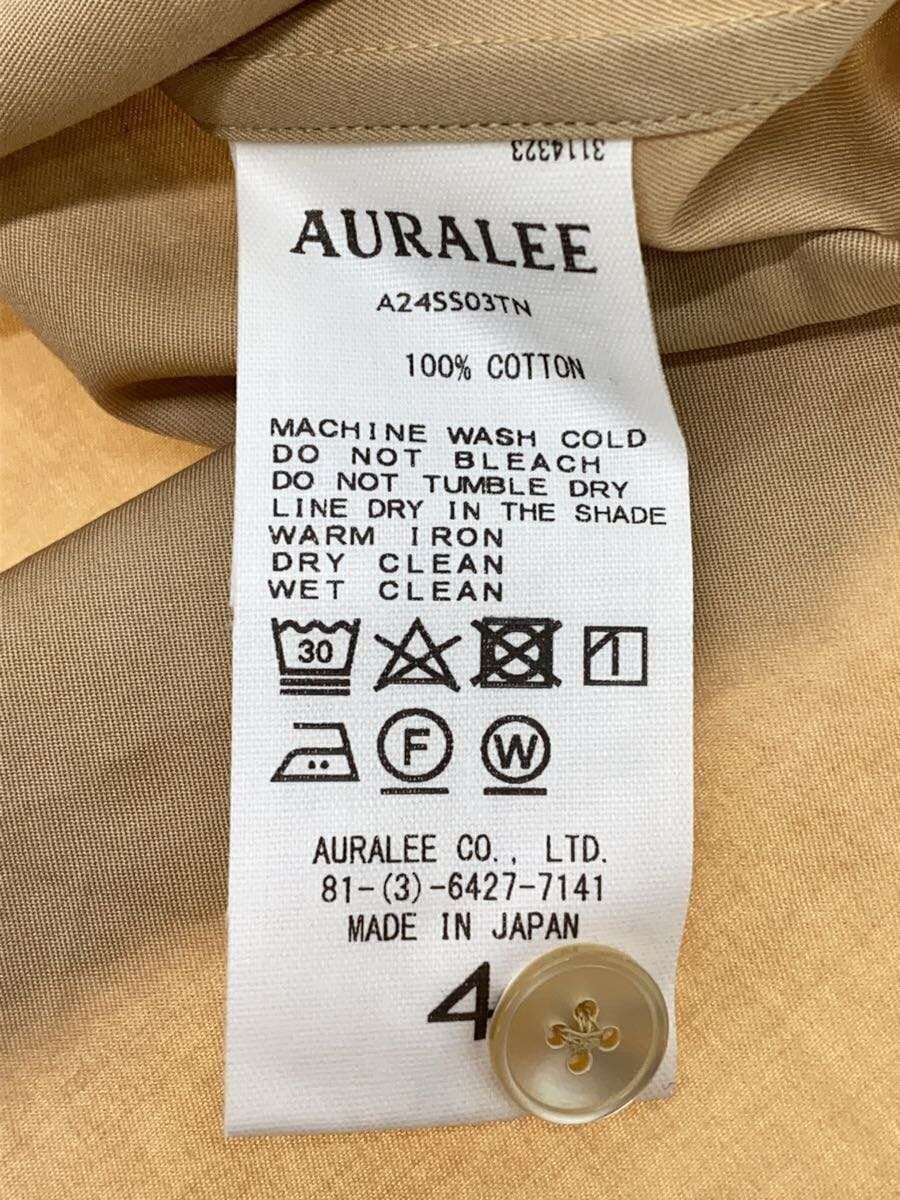 3114323
AURALEE
A24SS03TN
100% COTTON
MACHINE WASH COLD
DO NOT BLEACH
DO NOT TUMBLE DRY
LINE DRY IN THE SHADE
WARM IRON
DRY CLEAN
WET CLEAN
30
F W
AURALEE CO., LTD.
81-(3)-6427-7141
MADE IN JAPAN
4